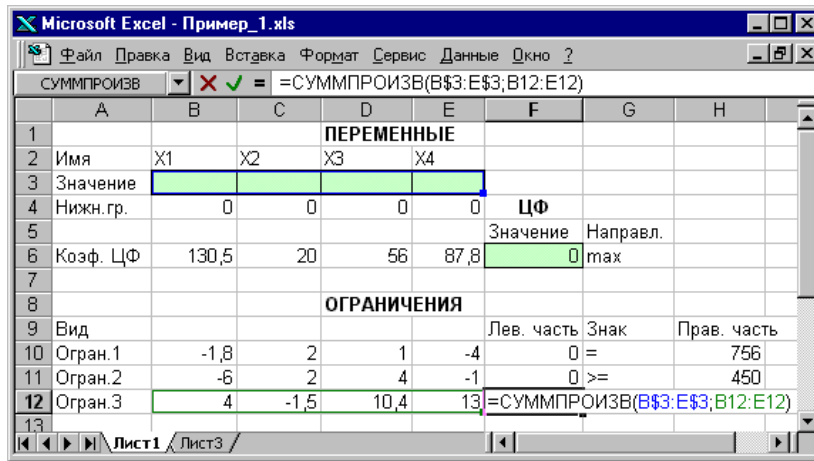 Microsoft Excel - Пример_1.xls
Файл Правка Вид Вставка Формат Сервис Данные Окно ?
СУММПРОИЗВ = =СУММПРОИЗВ(B$3:E$3;B12:E12)
A B C D E F G H
1 ПЕРЕМЕННЫЕ
2 Имя X1 X2 X3 X4
3 Значение
4 Нижн.гр. 0 0 0 0 ЦФ
5 Значение Направл.
6 Коэф. ЦФ 130,5 20 56 87,8 0 max
7
8 ОГРАНИЧЕНИЯ
9 Вид Лев. часть Знак Прав. часть
10 Огран.1 -1,8 2 1 -4 0 = 756
11 Огран.2 -6 2 4 -1 0 >= 450
12 Огран.3 4 -1,5 10,4 13 =СУММПРОИЗВ(B$3:E$3;B12:E12)
13
Лист1 Лист3